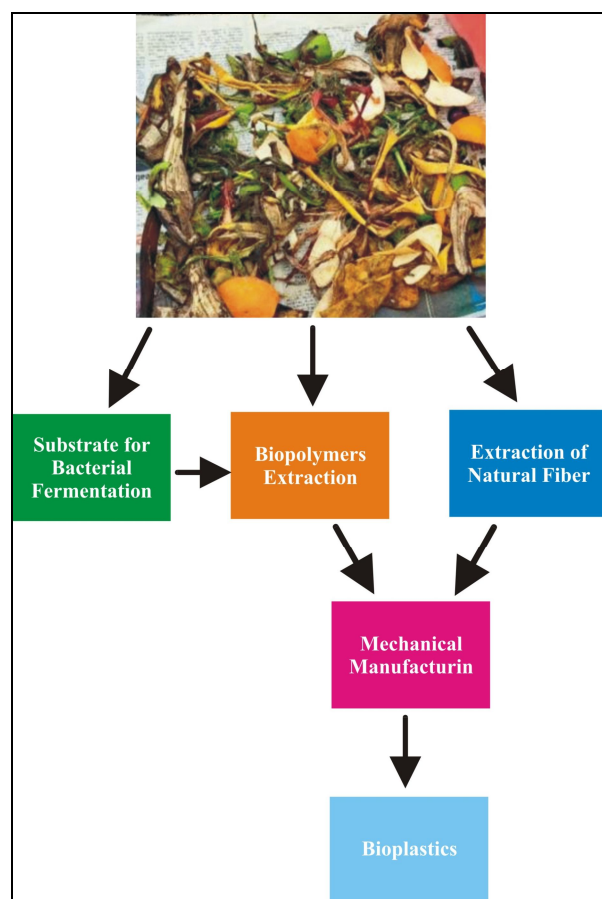 Substrate for
Bacterial
Fermentation
Biopolymers
Extraction
Extraction of
Natural Fiber
Mechanical
Manufacturin
Bioplastics